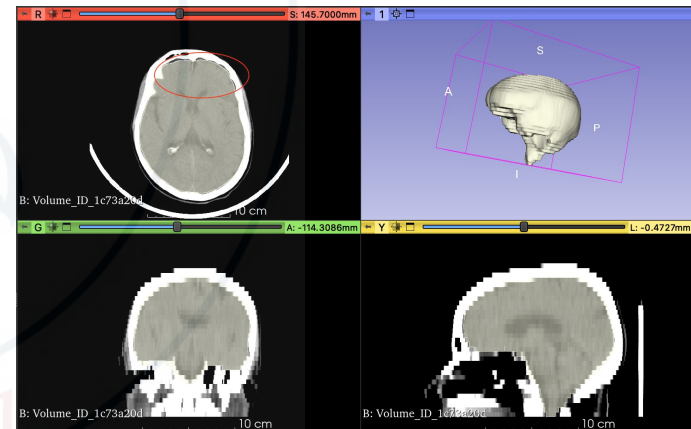 R S: 145.7000mm
B: Volume_ID_1c73a20d
10 cm
1
S
A
P
I
G A: -114.3086mm
B: Volume_ID_1c73a20d
10 cm
Y L: -0.4727mm
B: Volume_ID_1c73a20d
10 cm